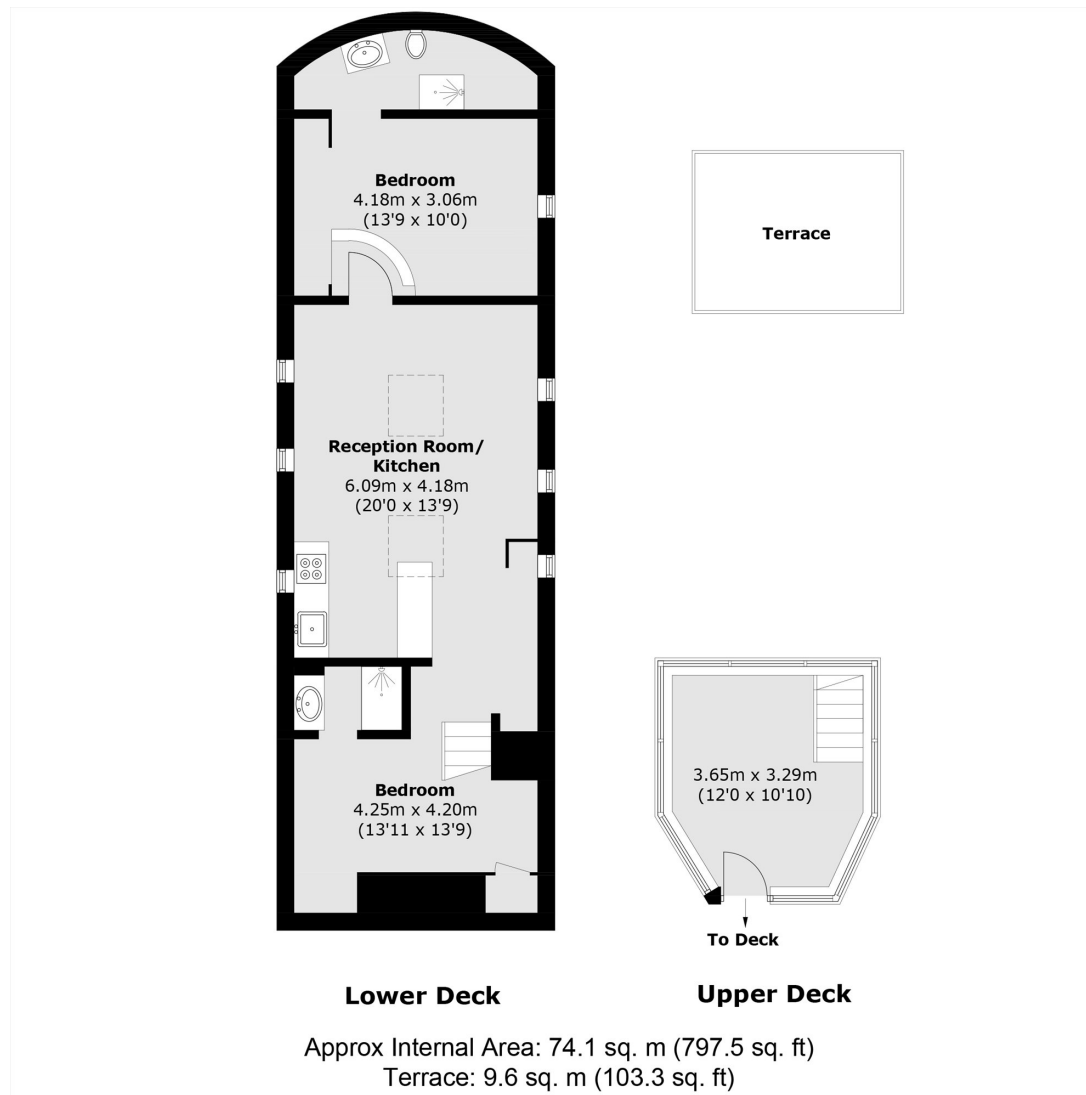 Bedroom
4.18m x 3.06m
(13'9 x 10'0)
Terrace
Reception Room/
Kitchen
6.09m x 4.18m
(20'0 x 13'9)
Bedroom
4.25m x 4.20m
(13'11 x 13'9)
3.65m x 3.29m
(12'0 x 10'10)
To Deck
Lower Deck
Upper Deck
Approx Internal Area: 74.1 sq. m (797.5 sq. ft)
Terrace: 9.6 sq. m (103.3 sq. ft)